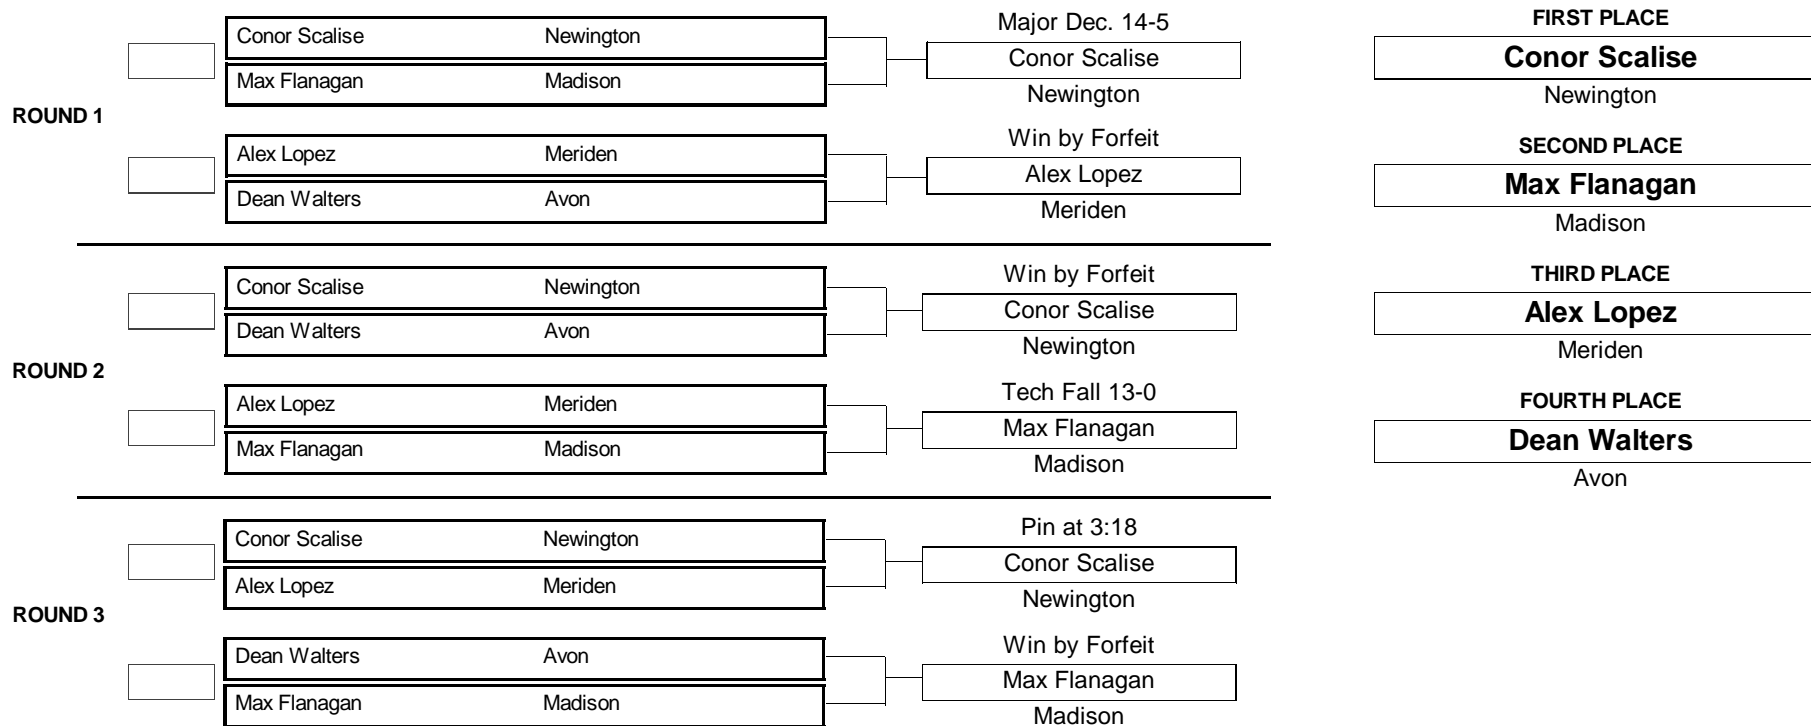 Major Dec. 14-5
Conor Scalise Newington
Conor Scalise
Max Flanagan Madison
Newington
ROUND 1
Win by Forfeit
Alex Lopez Meriden
Alex Lopez
Dean Walters Avon
Meriden
Win by Forfeit
Conor Scalise Newington
Conor Scalise
Dean Walters Avon
Newington
ROUND 2
Tech Fall 13-0
Alex Lopez Meriden
Max Flanagan
Max Flanagan Madison
Madison
Pin at 3:18
Conor Scalise Newington
Conor Scalise
Alex Lopez Meriden
Newington
ROUND 3
Win by Forfeit
Dean Walters Avon
Max Flanagan
Max Flanagan Madison
Madison
FIRST PLACE
Conor Scalise
Newington
SECOND PLACE
Max Flanagan
Madison
THIRD PLACE
Alex Lopez
Meriden
FOURTH PLACE
Dean Walters
Avon